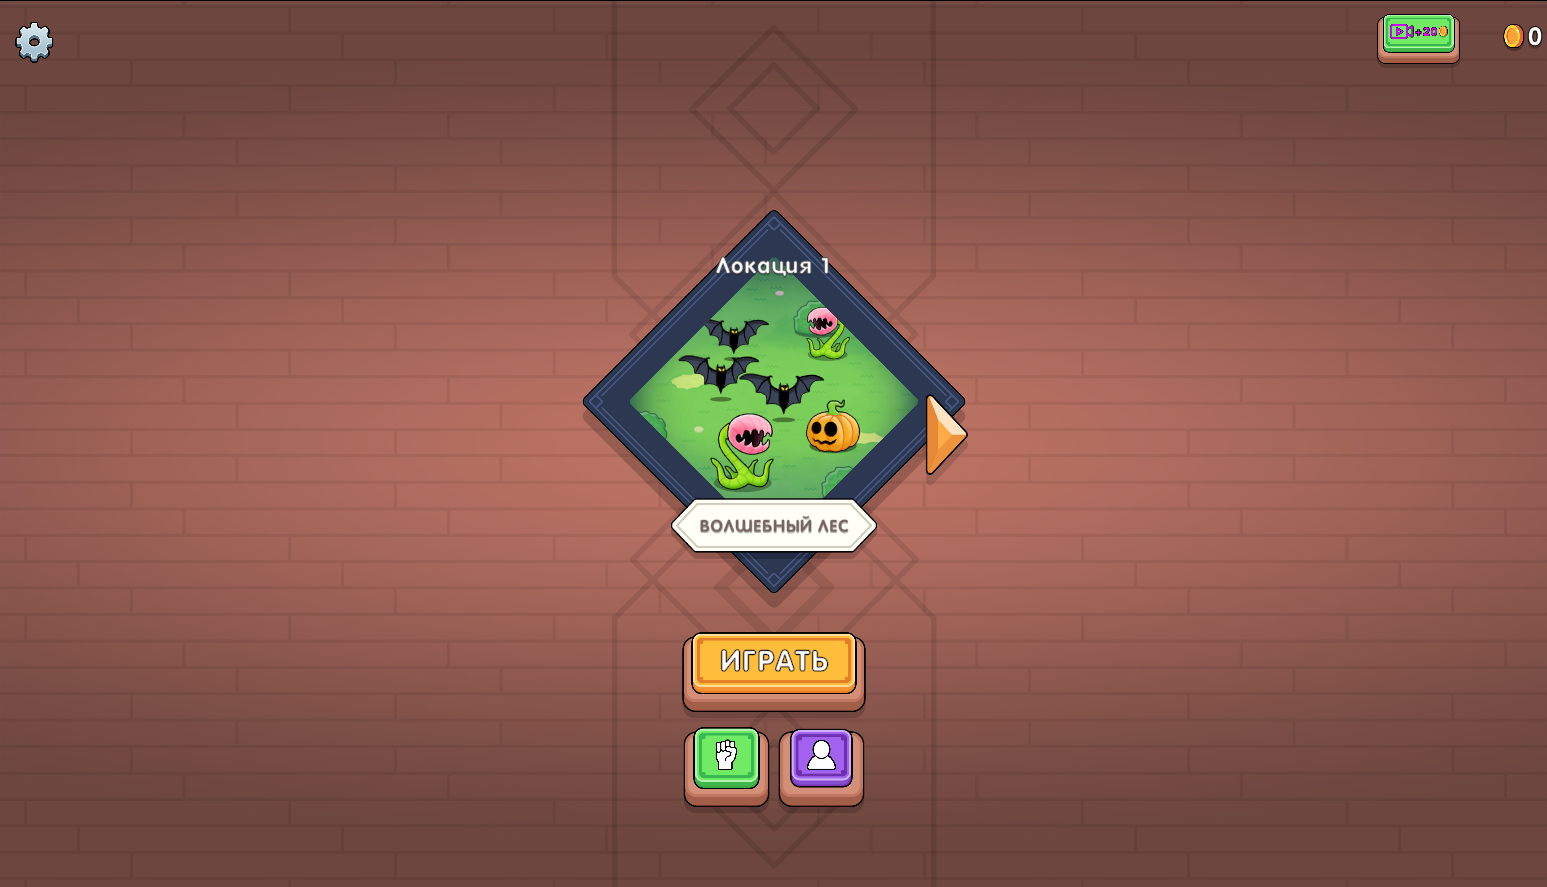 +20
0
Локация 1
ВОЛШЕБНЫЙ ЛЕС
ИГРАТЬ